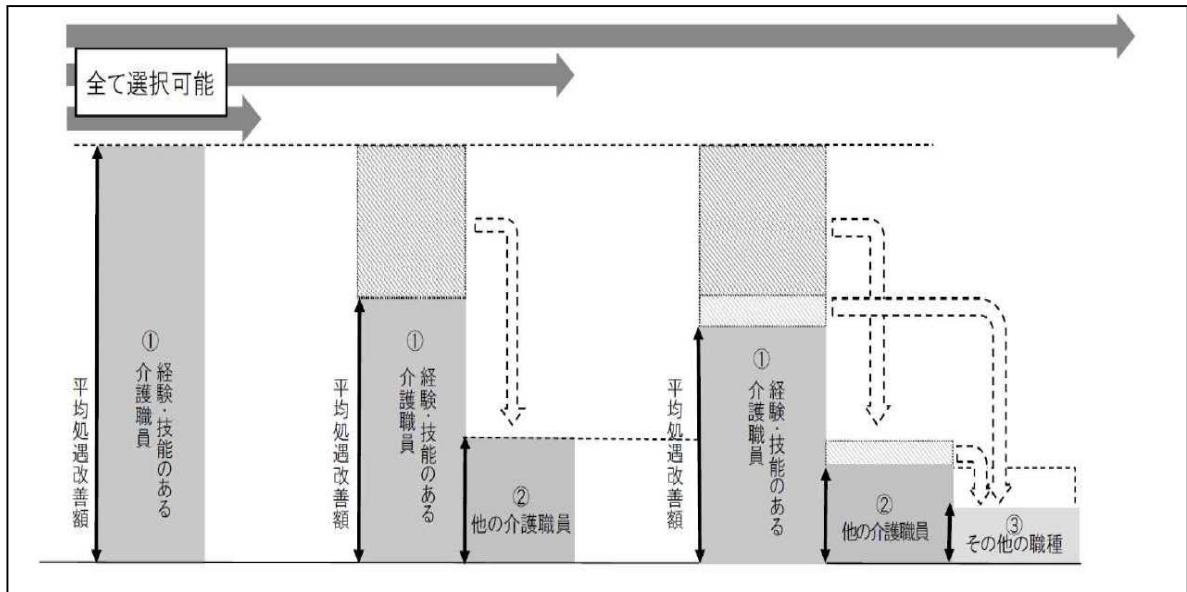 全て選択可能
平均処遇改善額
①
経験・技能のある
介護職員
平均処遇改善額
①
経験・技能のある
介護職員
②
他の介護職員
平均処遇改善額
①
経験・技能のある
介護職員
②
他の介護職員
③
その他の職種